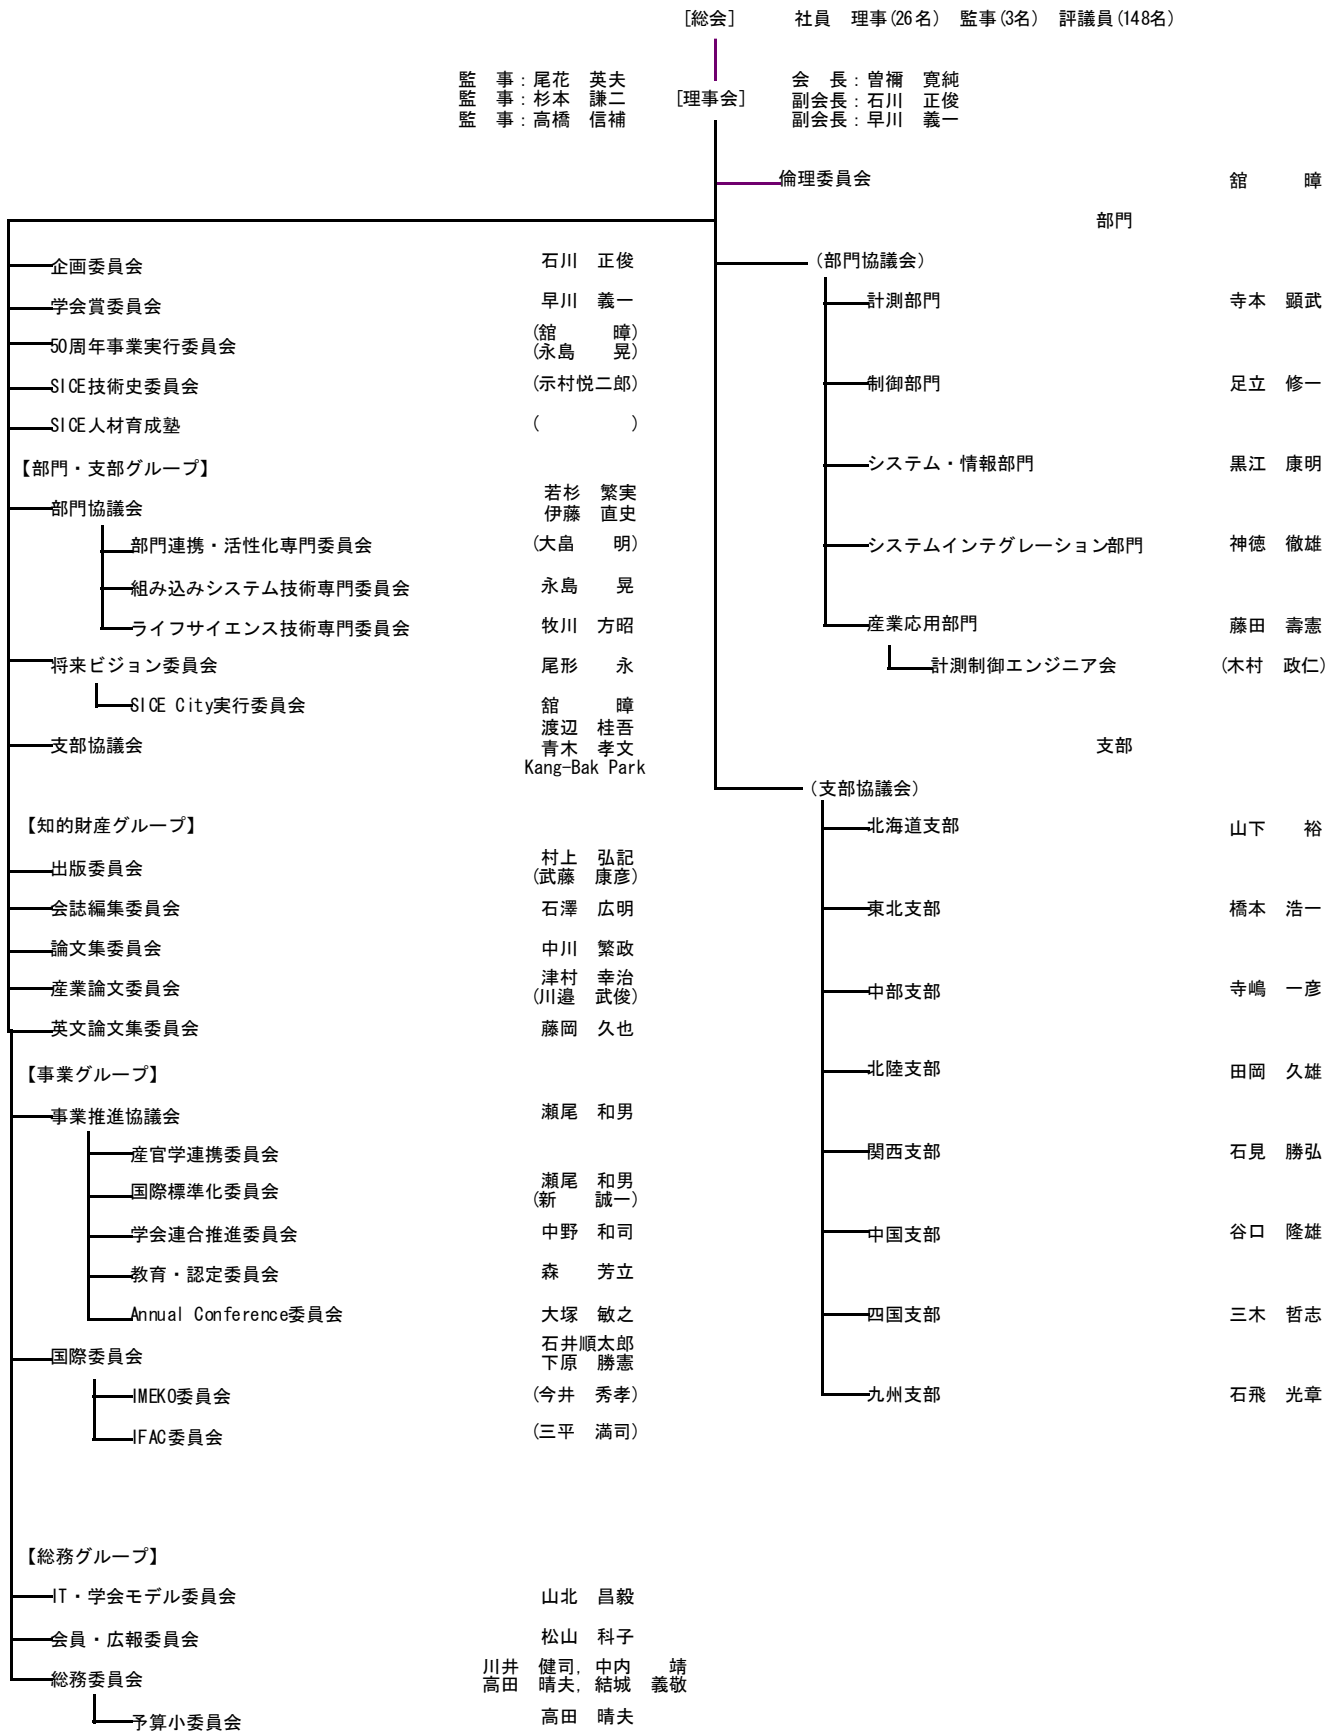 [総会]　社員　理事(26名)　監事(3名)　評議員(148名)
監　事：尾花　英夫
監　事：杉本　謙二
監　事：高橋　信補
[理事会]
会　長：曽禰　寛純
副会長：石川　正俊
副会長：早川　義一
倫理委員会　舘　暲
企画委員会　石川　正俊
学会賞委員会　早川　義一
50周年事業実行委員会　(舘　暲)
(永島　晃)
SICE技術史委員会　(示村悦二郎)
SICE人材育成塾　(　)
【部門・支部グループ】
部門協議会　若杉　繁実
伊藤　直史
部門連携・活性化専門委員会　(大畠　明)
組み込みシステム技術専門委員会　永島　晃
ライフサイエンス技術専門委員会　牧川　方昭
将来ビジョン委員会　尾形　永
SICE City実行委員会　舘　暲
支部協議会　渡辺　桂吾
青木　孝文
Kang-Bak Park
【知的財産グループ】
出版委員会　村上　弘記
(武藤　康彦)
会誌編集委員会　石澤　広明
論文集委員会　中川　繁政
産業論文委員会　津村　幸治
(川邉　武俊)
英文論文集委員会　藤岡　久也
【事業グループ】
事業推進協議会　瀬尾　和男
産官学連携委員会
国際標準化委員会　瀬尾　和男
(新　誠一)
学会連合推進委員会　中野　和司
教育・認定委員会　森　芳立
Annual Conference委員会　大塚　敏之
国際委員会　石井順太郎
下原　勝憲
IMEKO委員会　(今井　秀孝)
IFAC委員会　(三平　満司)
【総務グループ】
IT・学会モデル委員会　山北　昌毅
会員・広報委員会　松山　科子
総務委員会　川井　健司, 中内　靖
高田　晴夫, 結城　義敬
予算小委員会　高田　晴夫
部門
(部門協議会)
計測部門　寺本　顕武
制御部門　足立　修一
システム・情報部門　黒江　康明
システムインテグレーション部門　神徳　徹雄
産業応用部門　藤田　壽憲
計測制御エンジニア会　(木村　政仁)
支部
(支部協議会)
北海道支部　山下　裕
東北支部　橋本　浩一
中部支部　寺嶋　一彦
北陸支部　田岡　久雄
関西支部　石見　勝弘
中国支部　谷口　隆雄
四国支部　三木　哲志
九州支部　石飛　光章